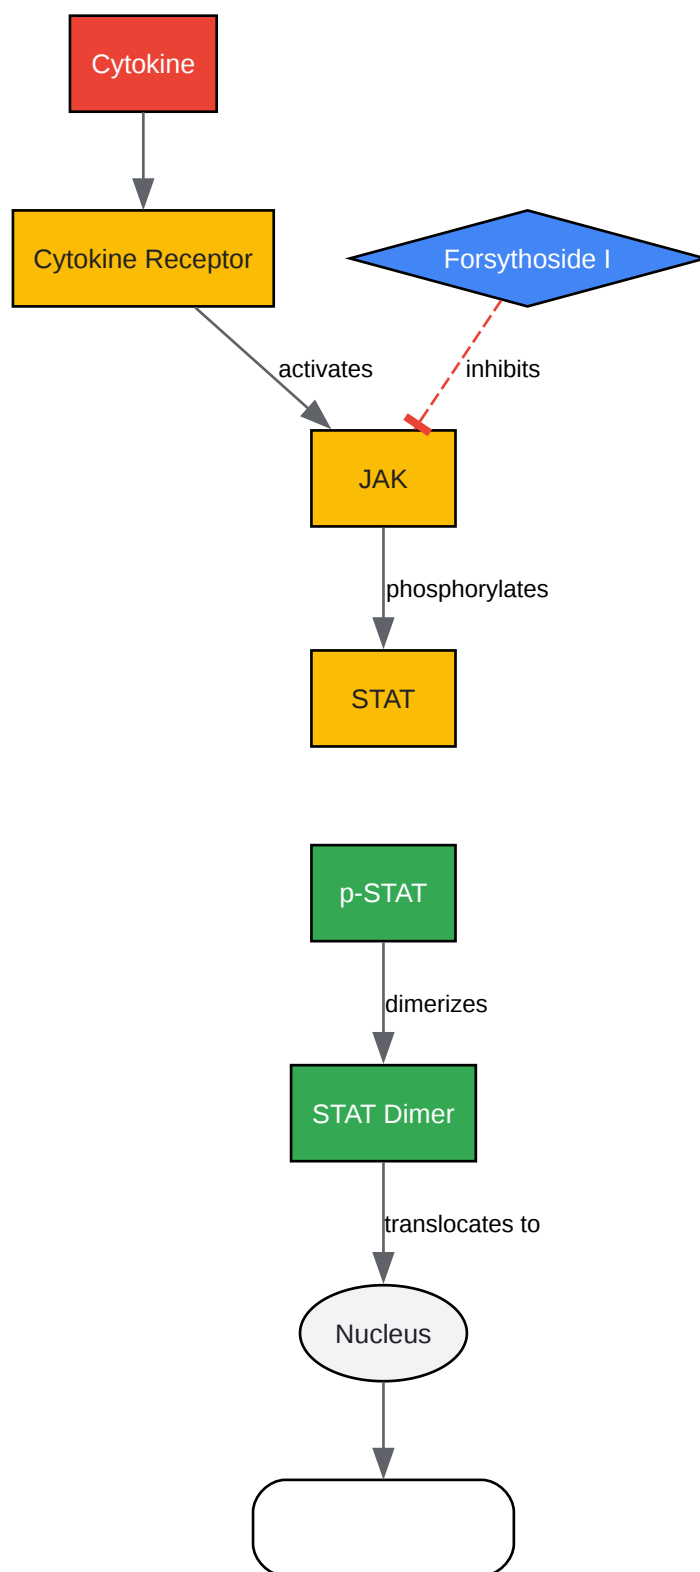 Cytokine
Cytokine Receptor
Forsythoside I
activates
inhibits
JAK
phosphorylates
STAT
p-STAT
dimerizes
STAT Dimer
translocates to
Nucleus